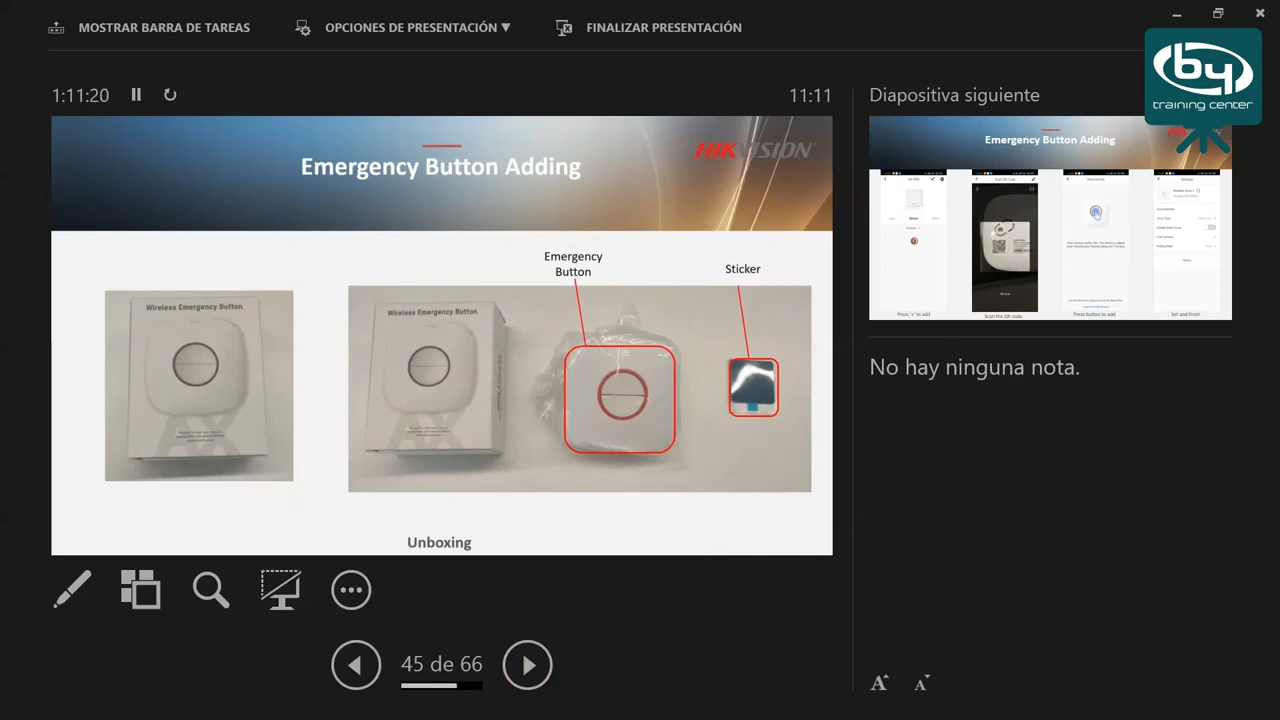 MOSTRAR BARRA DE TAREAS
OPCIONES DE PRESENTACIÓN ▼
FINALIZAR PRESENTACIÓN
by
training center
1:11:20
11:11
Diapositiva siguiente
Emergency Button Adding
HIKVISION
Emergency
Button
Sticker
Wireless Emergency Button
Wireless Emergency Button
AX
Unboxing
Emergency Button Adding
Press '+' to add
Scan the QR code
Press button to add
Set and finish
No hay ninguna nota.
45 de 66